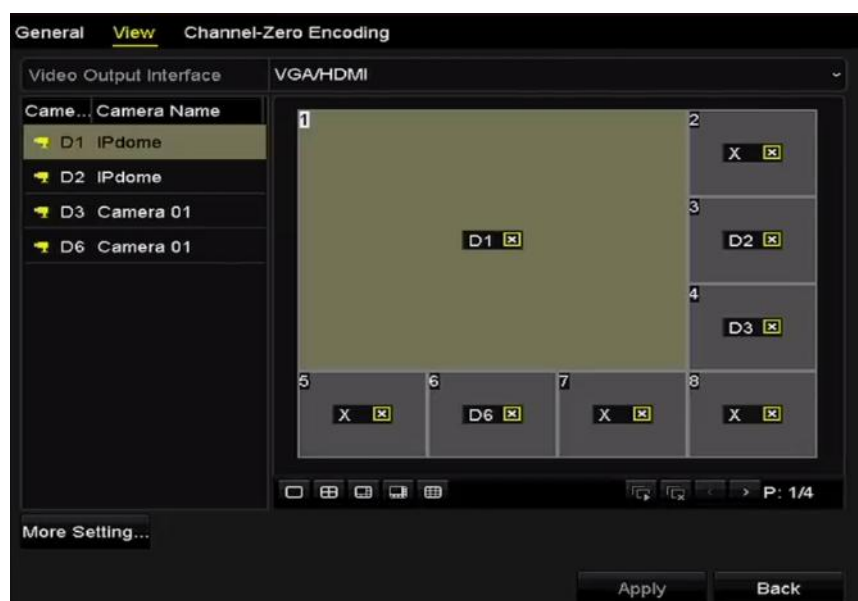 General View Channel-Zero Encoding
Video Output Interface VGA/HDMI
Came... Camera Name
D1 IPdome
D2 IPdome
D3 Camera 01
D6 Camera 01
1
D1
2
X
3
D2
4
D3
5
X
6
D6
7
X
8
X
P: 1/4
More Setting...
Apply Back